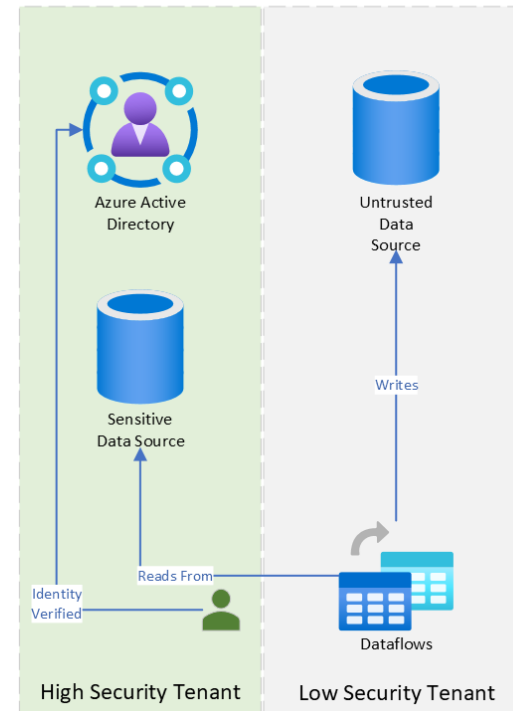 Azure Active
Directory
Untrusted
Data
Source
Sensitive
Data Source
Writes
Reads From
Identity
Verified
Dataflows
High Security Tenant
Low Security Tenant